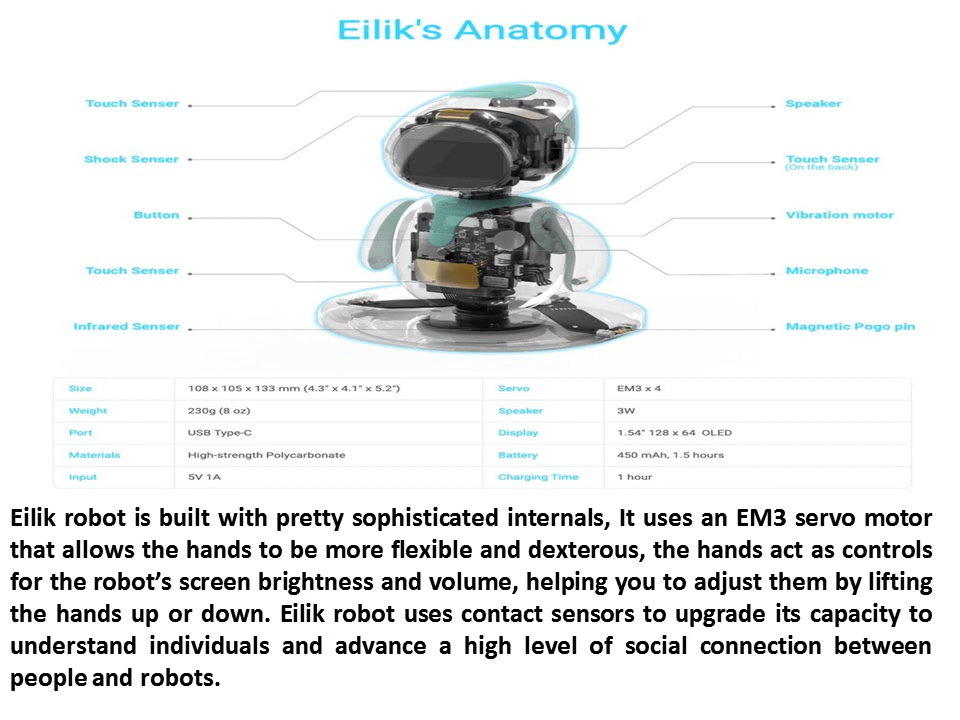 Eilik's Anatomy
Touch Senser
Shock Senser
Button
Touch Senser
Infrared Senser
Speaker
Touch Senser
(On the back)
Vibration motor
Microphone
Magnetic Pogo pin
Size 108 x 105 x 133 mm (4.3" x 4.1" x 5.2") Servo EM3 x 4
Weight 230g (8 oz) Speaker 3W
Port USB Type-C Display 1.54" 128 x 64 OLED
Materials High-strength Polycarbonate Battery 450 mAh, 1.5 hours
Input 5V 1A Charging Time 1 hour
Eilik robot is built with pretty sophisticated internals, It uses an EM3 servo motor
that allows the hands to be more flexible and dexterous, the hands act as controls
for the robot’s screen brightness and volume, helping you to adjust them by lifting
the hands up or down. Eilik robot uses contact sensors to upgrade its capacity to
understand individuals and advance a high level of social connection between
people and robots.